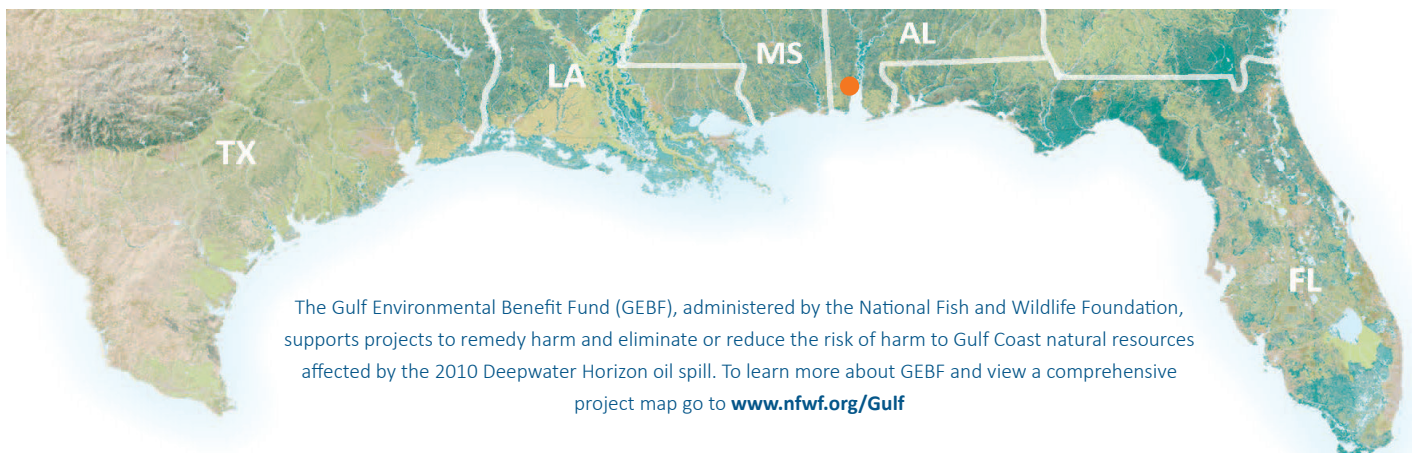 AL
MS
LA
TX
FL
The Gulf Environmental Benefit Fund (GEBF), administered by the National Fish and Wildlife Foundation,
supports projects to remedy harm and eliminate or reduce the risk of harm to Gulf Coast natural resources
affected by the 2010 Deepwater Horizon oil spill. To learn more about GEBF and view a comprehensive
project map go to www.nfwf.org/Gulf